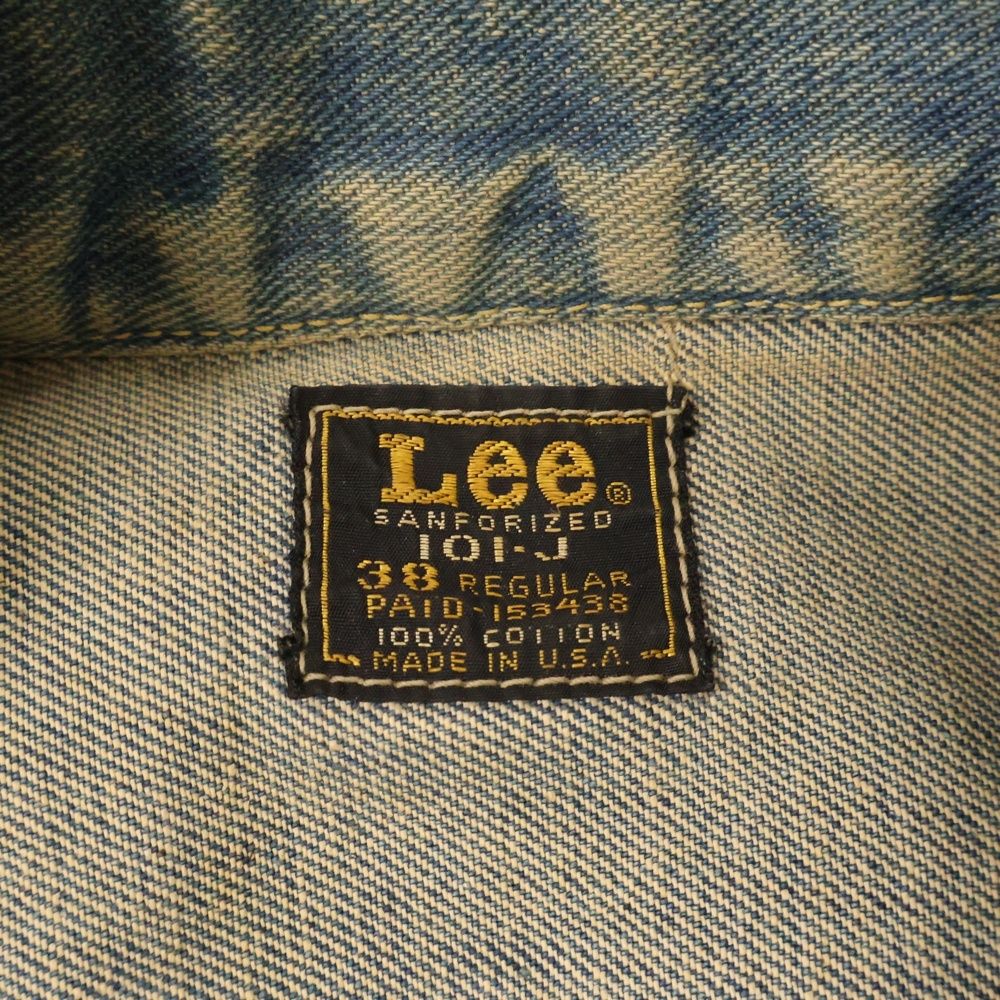 Lee®
SANFORIZED
101-J
38 REGULAR
PAID-153438
100% COTTON
MADE IN U.S.A.